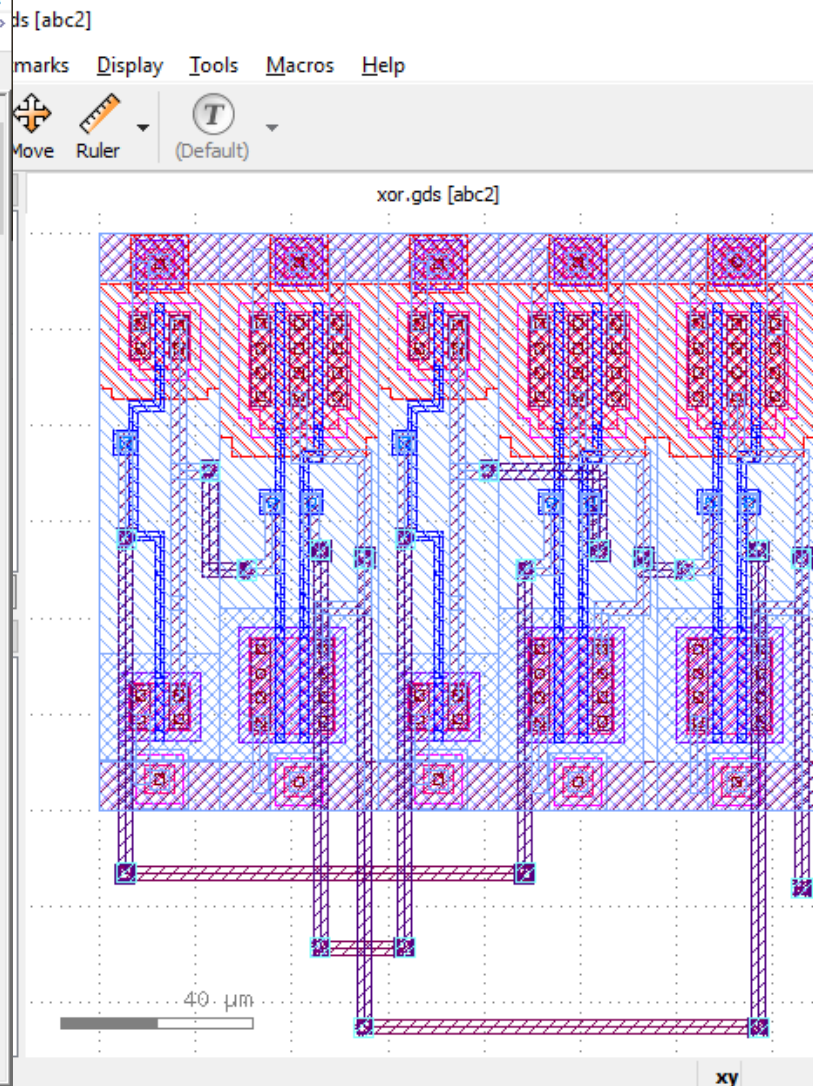 ds [abc2]
marks Display Tools Macros Help
Move Ruler (Default)
xor.gds [abc2]
40 µm
xy